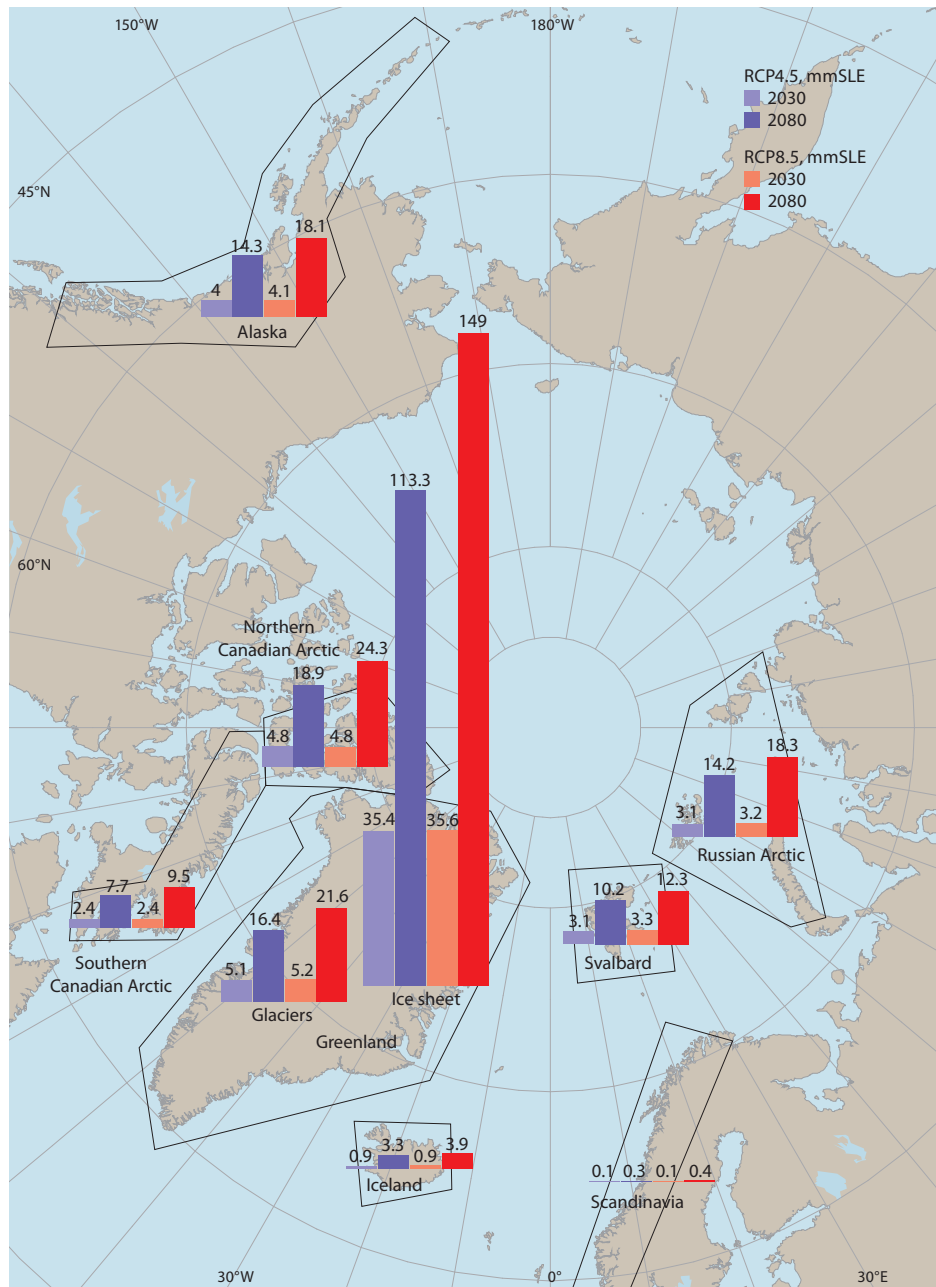 150°W
180°W
RCP4.5, mmSLE
2030
2080
RCP8.5, mmSLE
2030
2080
45°N
4
14.3
4.1
18.1
Alaska
149
113.3
60°N
Northern
Canadian Arctic
4.8
18.9
4.8
24.3
35.4
35.6
Ice sheet
3.1
14.2
3.2
18.3
Russian Arctic
2.4
7.7
2.4
9.5
Southern
Canadian Arctic
5.1
16.4
5.2
21.6
Glaciers
Greenland
3.1
10.2
3.3
12.3
Svalbard
0.9
3.3
0.9
3.9
Iceland
0.1
0.3
0.1
0.4
Scandinavia
30°W
0°
30°E